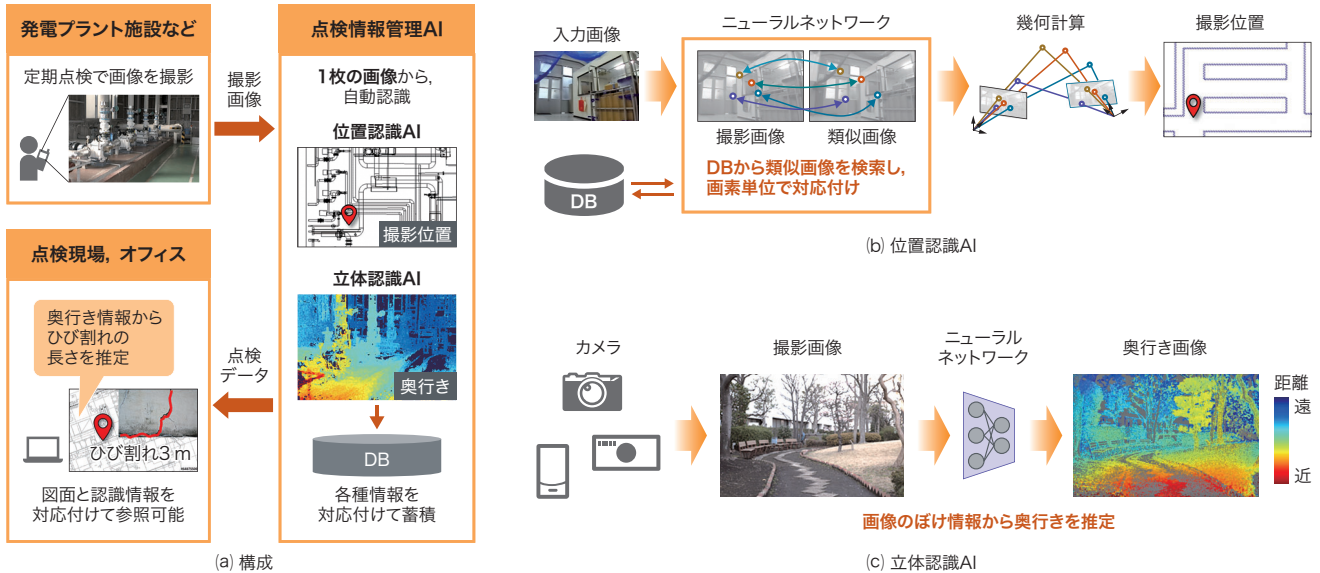 発電プラント施設など
定期点検で画像を撮影
撮影
画像
点検情報管理AI
1枚の画像から,
自動認識
位置認識AI
撮影位置
立体認識AI
奥行き
DB
各種情報を
対応付けて蓄積
点検
データ
点検現場, オフィス
奥行き情報から
ひび割れの
長さを推定
ひび割れ3 m
図面と認識情報を
対応付けて参照可能
(a) 構成
入力画像
ニューラルネットワーク
幾何計算
撮影位置
撮影画像
類似画像
DBから類似画像を検索し,
画素単位で対応付け
DB
(b) 位置認識AI
カメラ
撮影画像
ニューラル
ネットワーク
奥行き画像
距離
遠
近
画像のぼけ情報から奥行きを推定
(c) 立体認識AI